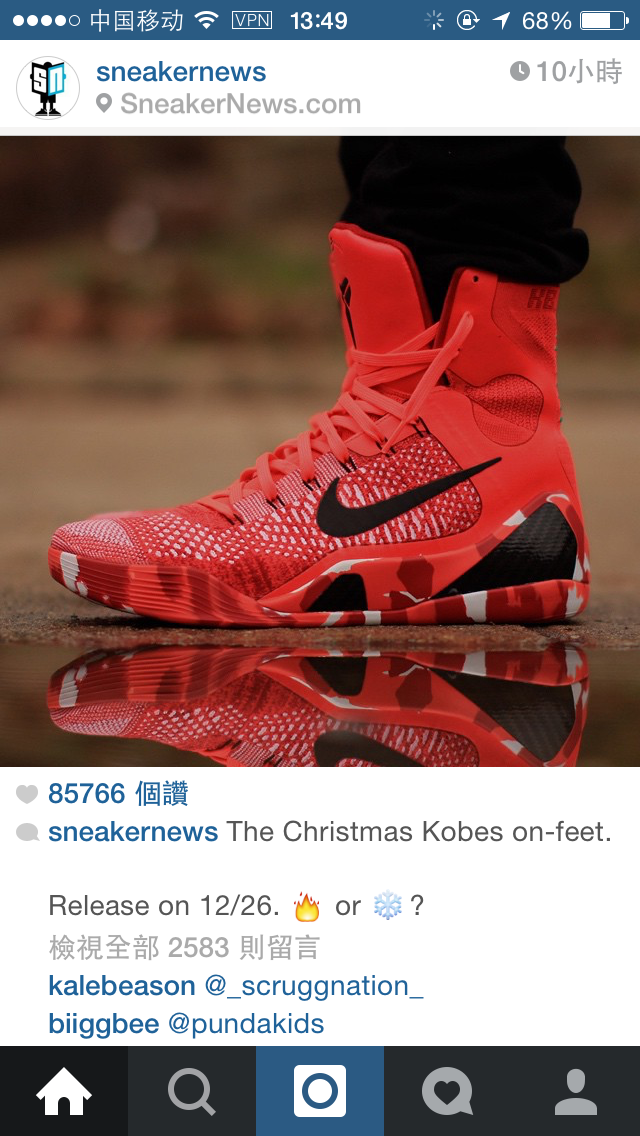 中国移动 VPN 13:49 68%
sneakernews 10小時
SneakerNews.com
85766 個讚
sneakernews The Christmas Kobes on-feet.
Release on 12/26. 🔥 or ❄️?
檢視全部 2583 則留言
kalebeason @_scruggnation_
biiggbee @pundakids